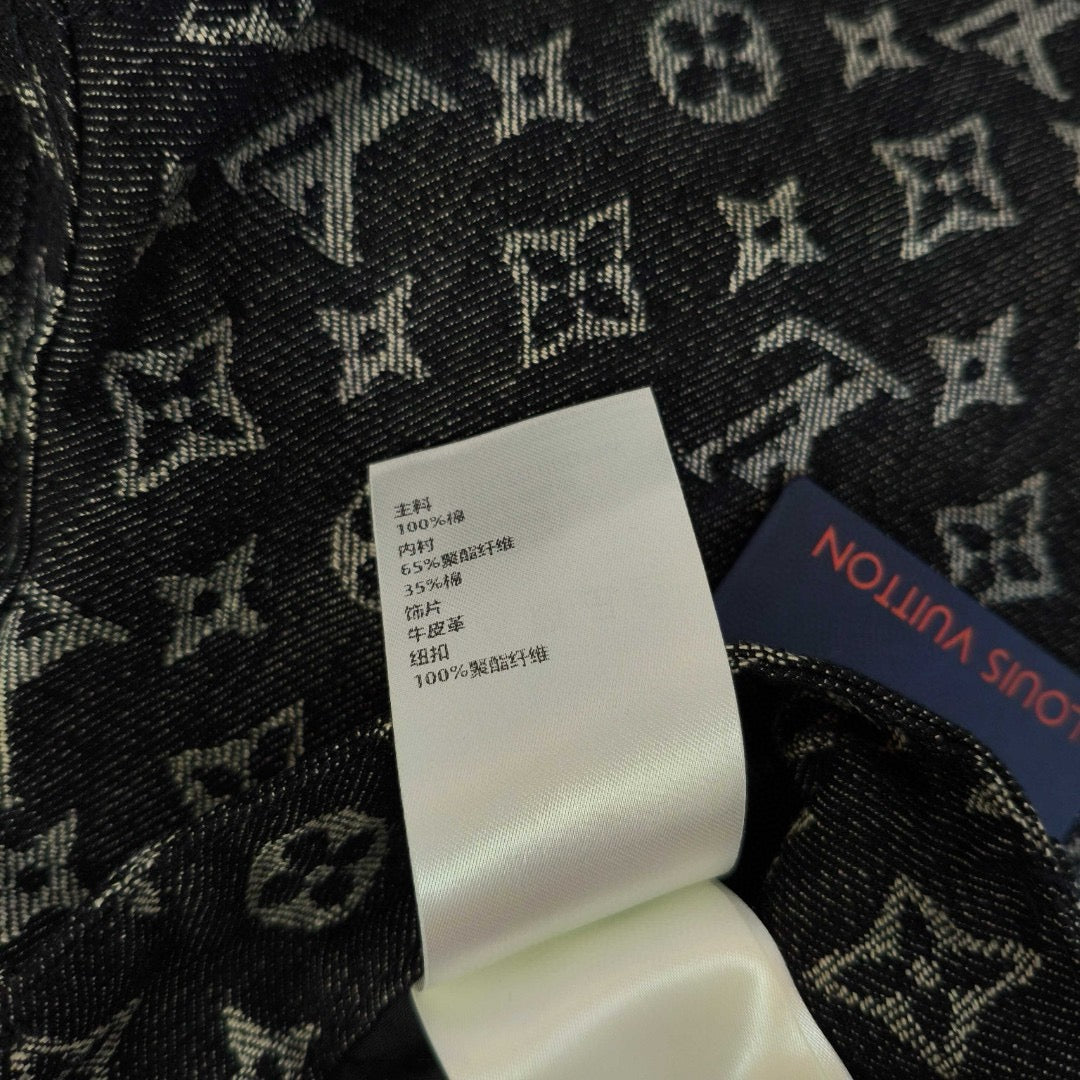 主料
100%棉
内衬
65%聚酯纤维
35%棉
饰片
牛皮革
纽扣
100%聚酯纤维
LOUIS VUITTON